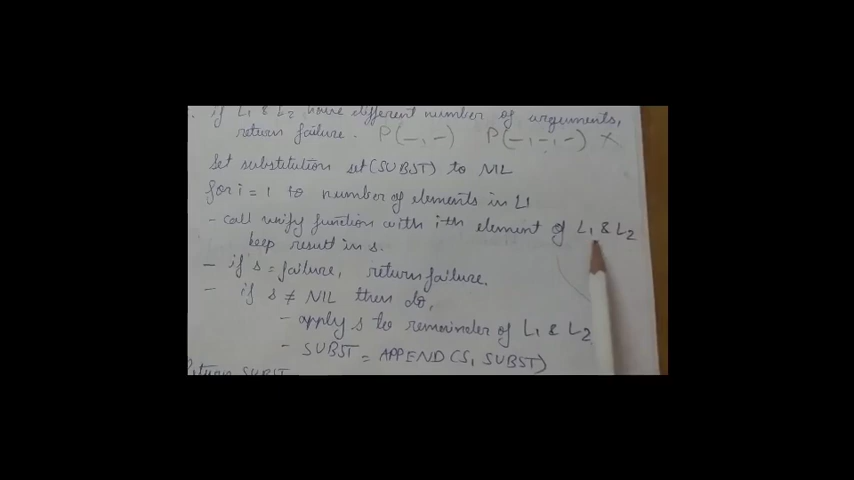 if L1 & L2 have different number of arguments,
return failure. P(–, –) P(–, –, –) X
Set substitution set (SUBST) to NIL
for i = 1 to number of elements in L1
- call unify function with ith element of L1 & L2
keep result in s.
- if s = failure, return failure.
- if s ≠ NIL then do,
- apply s to remainder of L1 & L2
- SUBST = APPEND (S, SUBST)
Return SUBST